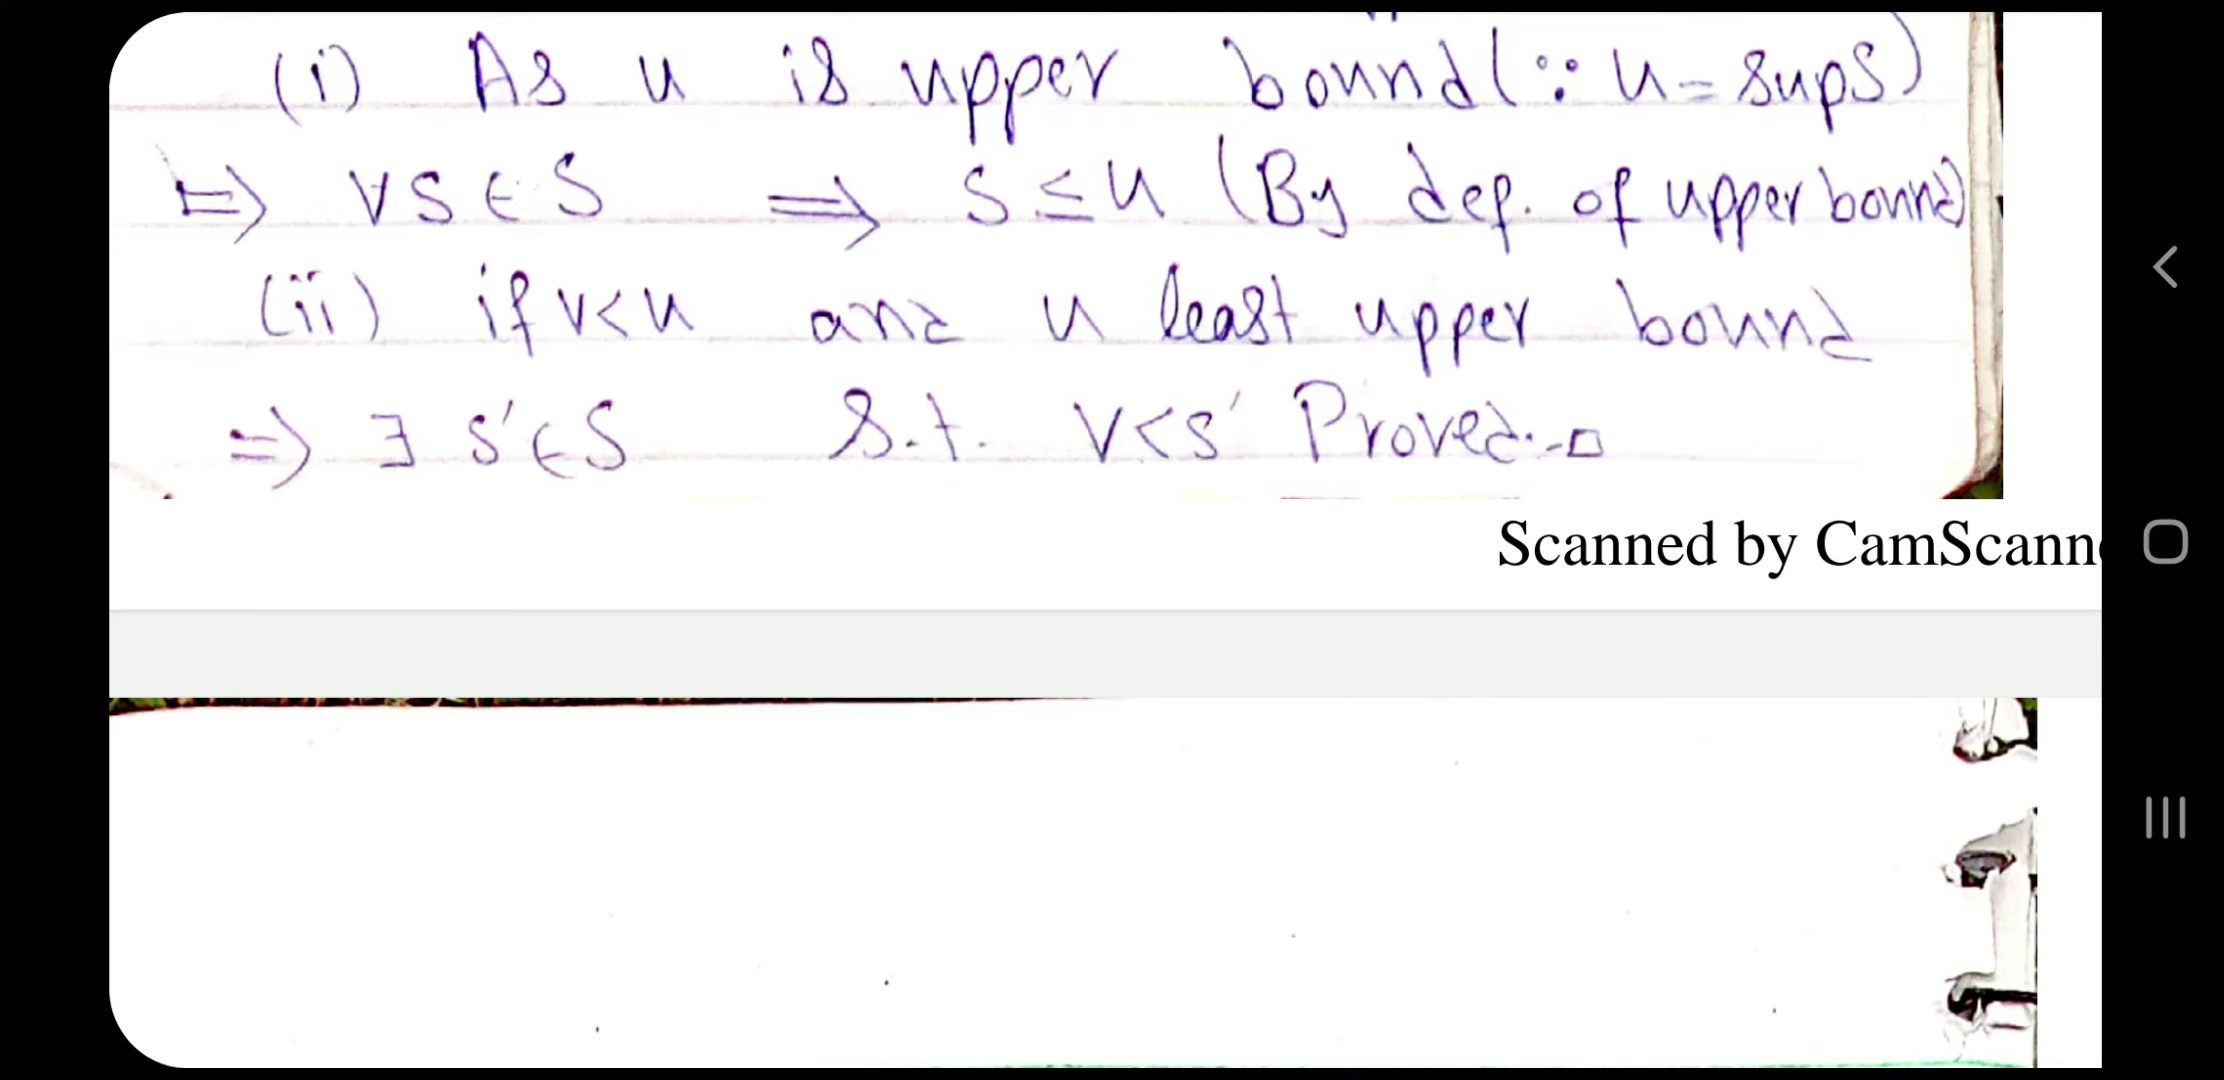 (i) As u is upper bound (∵ u = sup S)
⇒ ∀ s ∈ S ⇒ s ≤ u (By def. of upper bound)
(ii) if v < u and u least upper bound
⇒ ∃ s' ∈ S s.t. v < s' Proved.-□
Scanned by CamScann